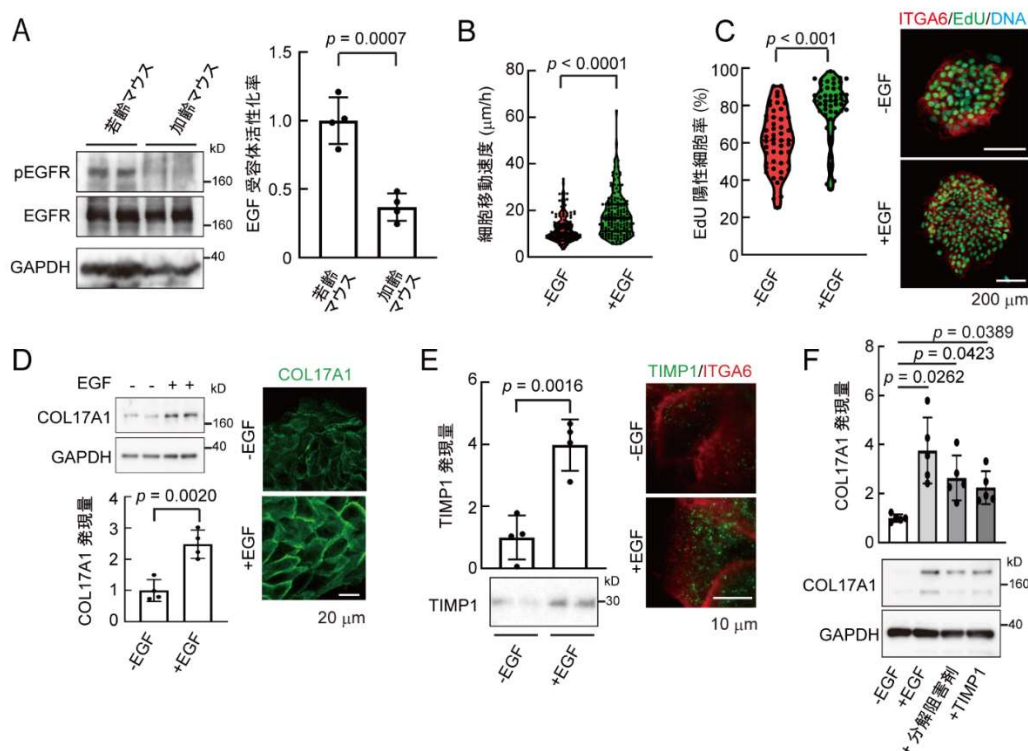 A
若齢マウス
加齢マウス
kD
pEGFR
160
EGFR
160
40
GAPDH
p = 0.0007
EGF 受容体活性化率
1.5
1.0
0.5
0
若齢
マウス
加齢
マウス
B
p < 0.0001
細胞移動速度 (μm/h)
80
60
40
20
0
-EGF
+EGF
C
p < 0.001
EdU 陽性細胞率 (%)
100
80
60
40
20
0
-EGF
+EGF
ITGA6/EdU/DNA
-EGF
+EGF
200 μm
D
EGF - - + +
kD
COL17A1
160
40
GAPDH
p = 0.0020
COL17A1 発現量
4
3
2
1
0
-EGF
+EGF
COL17A1
-EGF
+EGF
20 μm
E
p = 0.0016
TIMP1 発現量
6
4
2
0
kD
TIMP1
30
-EGF
+EGF
TIMP1/ITGA6
-EGF
+EGF
10 μm
F
p = 0.0389
p = 0.0423
p = 0.0262
COL17A1 発現量
8
6
4
2
0
kD
COL17A1
160
40
GAPDH
-EGF
+EGF
+ 分解阻害剤
+TIMP1